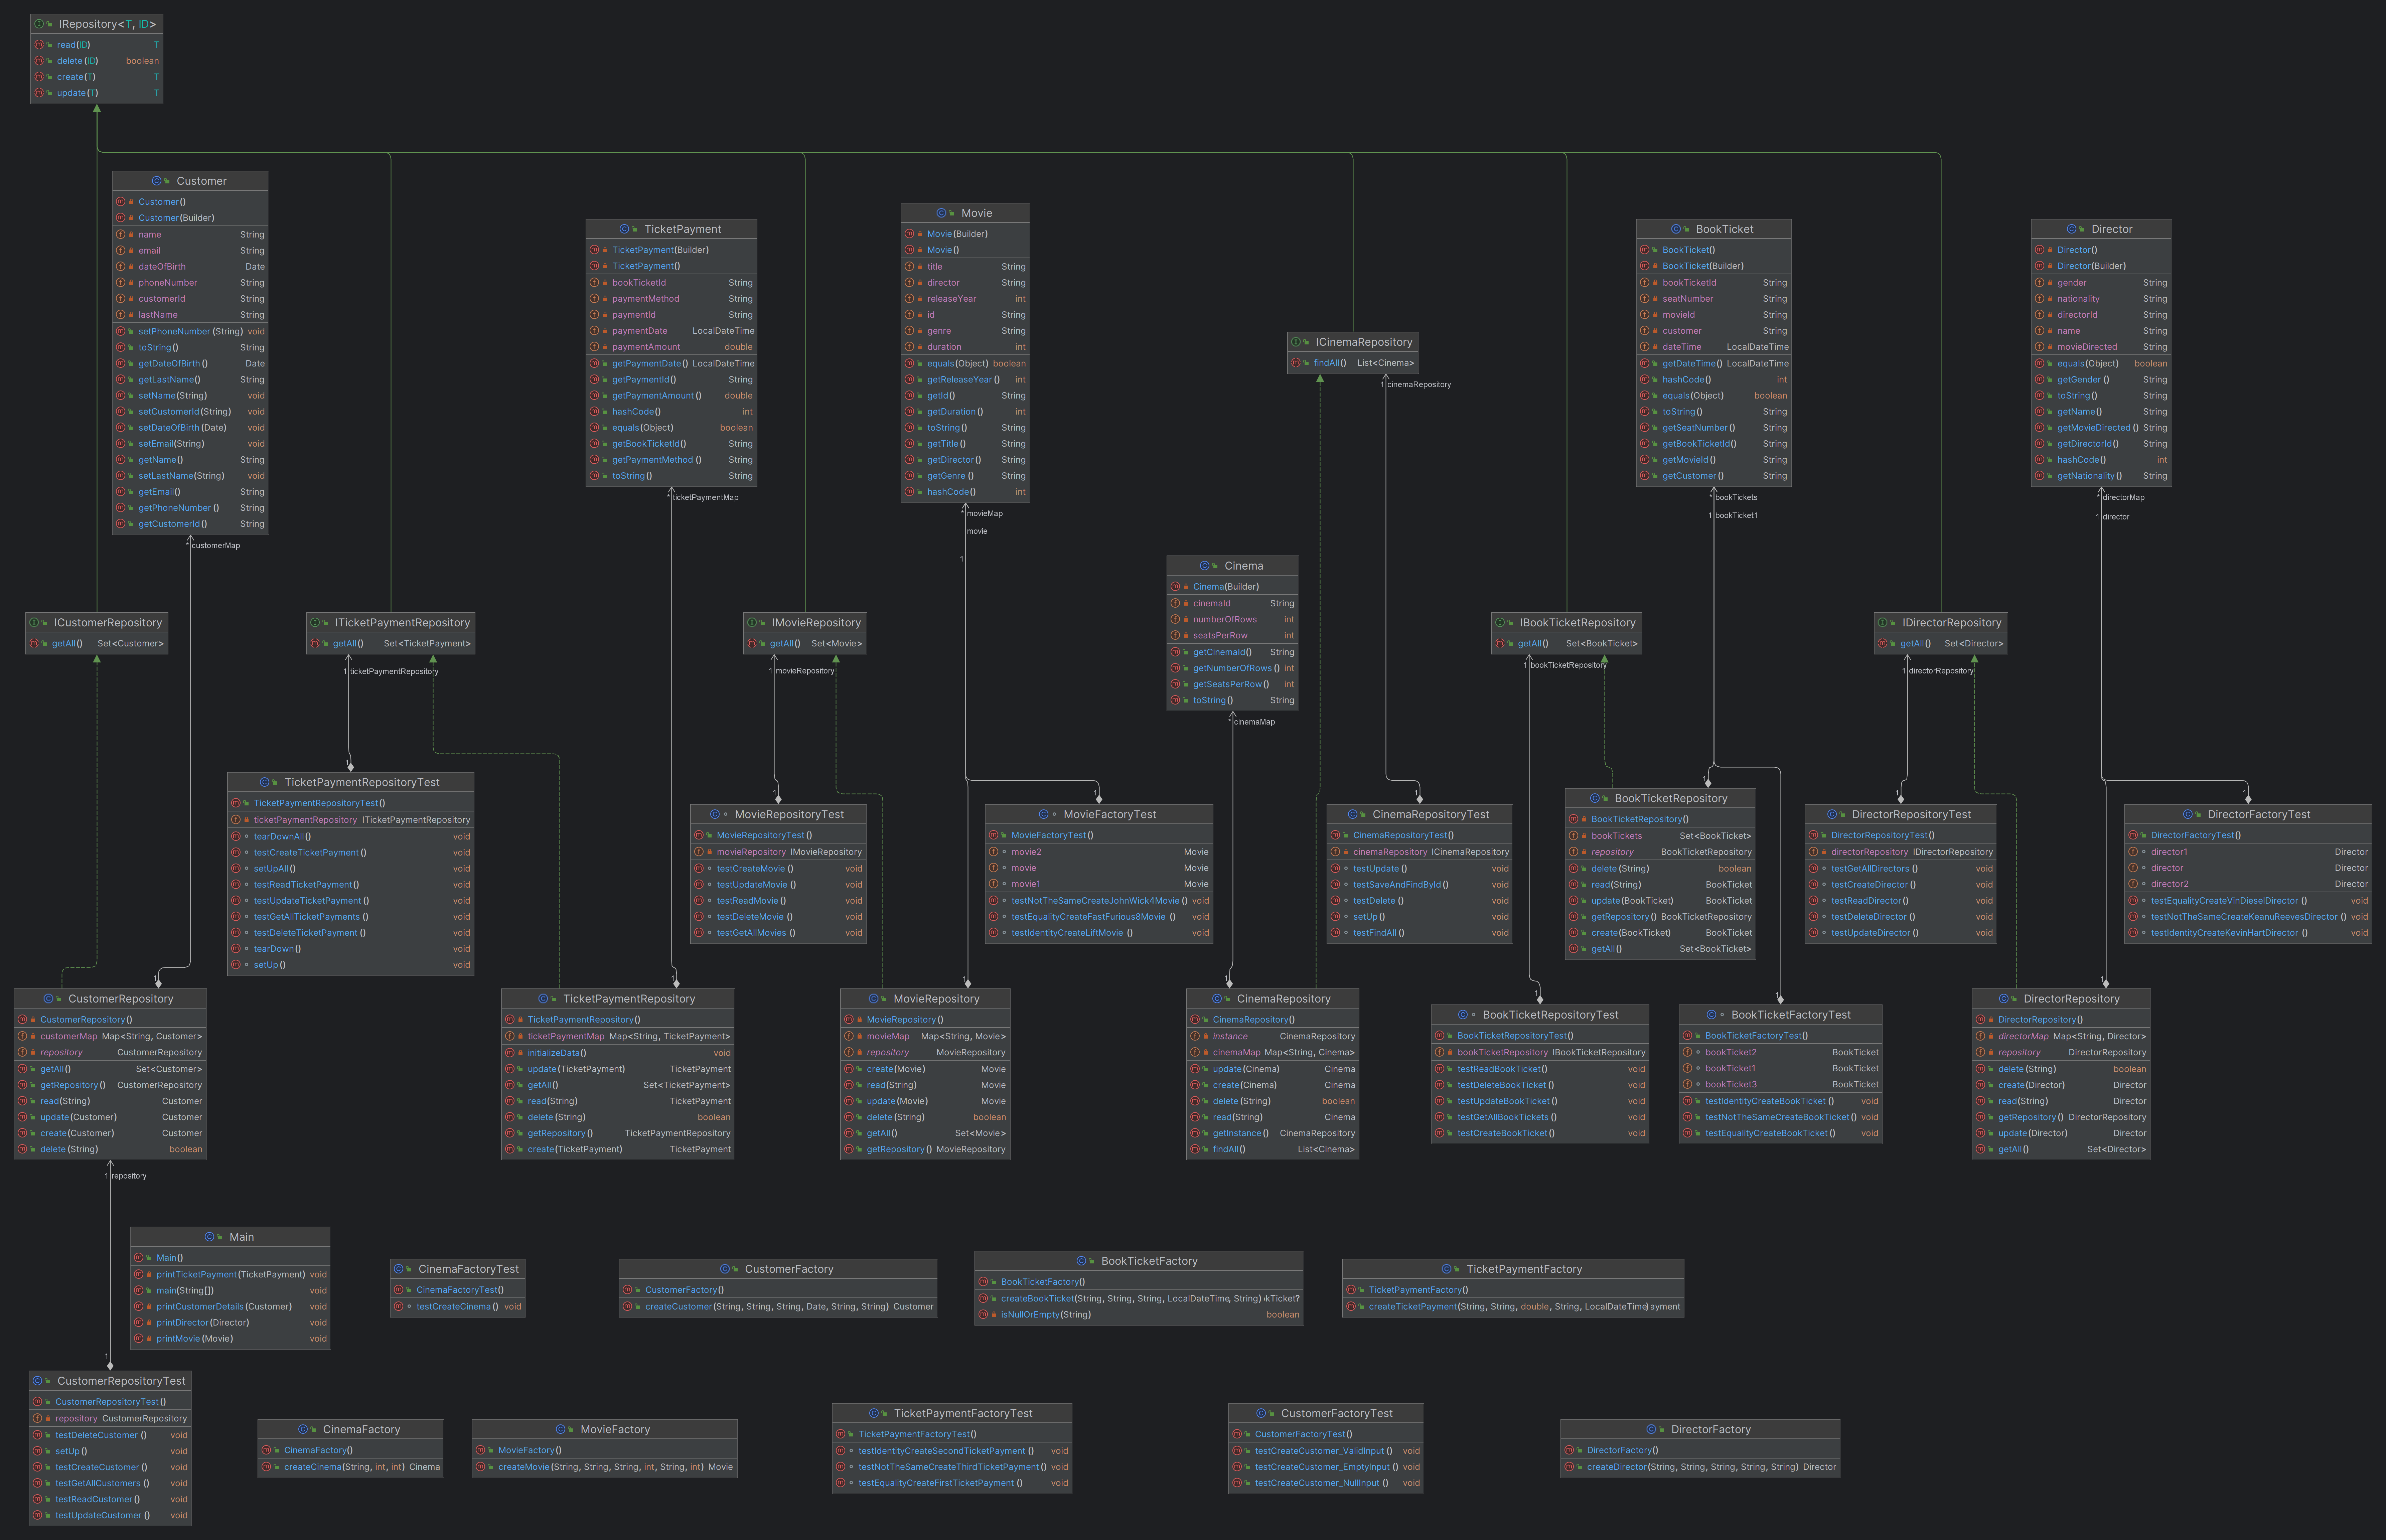 IRepository<T, ID>
read(ID) T
delete(ID) boolean
create(T) T
update(T) T
Customer
Customer()
Customer(Builder)
name String
email String
dateOfBirth Date
phoneNumber String
customerId String
lastName String
setPhoneNumber(String) void
toString() String
getDateOfBirth() Date
getLastName() String
setName(String) void
setCustomerId(String) void
setDateOfBirth(Date) void
setEmail(String) void
getName() String
setLastName(String) void
getEmail() String
getPhoneNumber() String
getCustomerId() String
* customerMap
TicketPayment
TicketPayment(Builder)
TicketPayment()
bookTicketId String
paymentMethod String
paymentId String
paymentDate LocalDateTime
paymentAmount double
getPaymentDate() LocalDateTime
getPaymentId() String
getPaymentAmount() double
hashCode() int
equals(Object) boolean
getBookTicketId() String
getPaymentMethod() String
toString() String
* ticketPaymentMap
Movie
Movie(Builder)
Movie()
title String
director String
releaseYear int
id String
genre String
duration int
equals(Object) boolean
getReleaseYear() int
getId() String
getDuration() int
toString() String
getTitle() String
getDirector() String
getGenre() String
hashCode() int
* movieMap
movie
1
ICinemaRepository
findAll() List<Cinema>
1 cinemaRepository
BookTicket
BookTicket()
BookTicket(Builder)
bookTicketId String
seatNumber String
movieId String
customer String
dateTime LocalDateTime
getDateTime() LocalDateTime
hashCode() int
equals(Object) boolean
toString() String
getSeatNumber() String
getBookTicketId() String
getMovieId() String
getCustomer() String
* bookTickets
1 bookTicket1
Director
Director()
Director(Builder)
gender String
nationality String
directorId String
name String
movieDirected String
equals(Object) boolean
getGender() String
toString() String
getName() String
getMovieDirected() String
getDirectorId() String
hashCode() int
getNationality() String
* directorMap
1 director
Cinema
Cinema(Builder)
cinemaId String
numberOfRows int
seatsPerRow int
getCinemaId() String
getNumberOfRows() int
getSeatsPerRow() int
toString() String
* cinemaMap
ICustomerRepository
getAll() Set<Customer>
ITicketPaymentRepository
getAll() Set<TicketPayment>
1 ticketPaymentRepository
IMovieRepository
getAll() Set<Movie>
1 movieRepository
IBookTicketRepository
getAll() Set<BookTicket>
1 bookTicketRepository
IDirectorRepository
getAll() Set<Director>
1 directorRepository
1
TicketPaymentRepositoryTest
TicketPaymentRepositoryTest()
ticketPaymentRepository ITicketPaymentRepository
tearDownAll() void
testCreateTicketPayment() void
setUpAll() void
testReadTicketPayment() void
testUpdateTicketPayment() void
testGetAllTicketPayments() void
testDeleteTicketPayment() void
tearDown() void
setUp() void
1
MovieRepositoryTest
MovieRepositoryTest()
movieRepository IMovieRepository
testCreateMovie() void
testUpdateMovie() void
testReadMovie() void
testDeleteMovie() void
testGetAllMovies() void
1
MovieFactoryTest
MovieFactoryTest()
movie2 Movie
movie Movie
movie1 Movie
testNotTheSameCreateJohnWick4Movie() void
testEqualityCreateFastFurious8Movie() void
testIdentityCreateLiftMovie() void
1
CinemaRepositoryTest
CinemaRepositoryTest()
cinemaRepository ICinemaRepository
testUpdate() void
testSaveAndFindById() void
testDelete() void
setUp() void
testFindAll() void
1
BookTicketRepository
BookTicketRepository()
bookTickets Set<BookTicket>
repository BookTicketRepository
delete(String) boolean
read(String) BookTicket
update(BookTicket) BookTicket
getRepository() BookTicketRepository
create(BookTicket) BookTicket
getAll() Set<BookTicket>
1
DirectorRepositoryTest
DirectorRepositoryTest()
directorRepository IDirectorRepository
testGetAllDirectors() void
testCreateDirector() void
testReadDirector() void
testDeleteDirector() void
testUpdateDirector() void
1
DirectorFactoryTest
DirectorFactoryTest()
director1 Director
director Director
director2 Director
testEqualityCreateVinDieselDirector() void
testNotTheSameCreateKeanuReevesDirector() void
testIdentityCreateKevinHartDirector() void
1
CustomerRepository
CustomerRepository()
customerMap Map<String, Customer>
repository CustomerRepository
getAll() Set<Customer>
getRepository() CustomerRepository
read(String) Customer
update(Customer) Customer
create(Customer) Customer
delete(String) boolean
1 repository
1
TicketPaymentRepository
TicketPaymentRepository()
ticketPaymentMap Map<String, TicketPayment>
initializeData() void
update(TicketPayment) TicketPayment
getAll() Set<TicketPayment>
read(String) TicketPayment
delete(String) boolean
getRepository() TicketPaymentRepository
create(TicketPayment) TicketPayment
1
MovieRepository
MovieRepository()
movieMap Map<String, Movie>
repository MovieRepository
create(Movie) Movie
read(String) Movie
update(Movie) Movie
delete(String) boolean
getAll() Set<Movie>
getRepository() MovieRepository
1
CinemaRepository
CinemaRepository()
instance CinemaRepository
cinemaMap Map<String, Cinema>
update(Cinema) Cinema
create(Cinema) Cinema
delete(String) boolean
read(String) Cinema
getInstance() CinemaRepository
findAll() List<Cinema>
1
BookTicketRepositoryTest
BookTicketRepositoryTest()
bookTicketRepository IBookTicketRepository
testReadBookTicket() void
testDeleteBookTicket() void
testUpdateBookTicket() void
testGetAllBookTickets() void
testCreateBookTicket() void
1
BookTicketFactoryTest
BookTicketFactoryTest()
bookTicket2 BookTicket
bookTicket1 BookTicket
bookTicket3 BookTicket
testIdentityCreateBookTicket() void
testNotTheSameCreateBookTicket() void
testEqualityCreateBookTicket() void
1
DirectorRepository
DirectorRepository()
directorMap Map<String, Director>
repository DirectorRepository
delete(String) boolean
create(Director) Director
read(String) Director
getRepository() DirectorRepository
update(Director) Director
getAll() Set<Director>
Main
Main()
printTicketPayment(TicketPayment) void
main(String[]) void
printCustomerDetails(Customer) void
printDirector(Director) void
printMovie(Movie) void
CinemaFactoryTest
CinemaFactoryTest()
testCreateCinema() void
CustomerFactory
CustomerFactory()
createCustomer(String, String, String, Date, String, String) Customer
BookTicketFactory
BookTicketFactory()
createBookTicket(String, String, String, LocalDateTime, String) kTicket?
isNullOrEmpty(String) boolean
TicketPaymentFactory
TicketPaymentFactory()
createTicketPayment(String, String, double, String, LocalDateTime) ayment
1
CustomerRepositoryTest
CustomerRepositoryTest()
repository CustomerRepository
testDeleteCustomer() void
setUp() void
testCreateCustomer() void
testGetAllCustomers() void
testReadCustomer() void
testUpdateCustomer() void
CinemaFactory
CinemaFactory()
createCinema(String, int, int) Cinema
MovieFactory
MovieFactory()
createMovie(String, String, String, int, String, int) Movie
TicketPaymentFactoryTest
TicketPaymentFactoryTest()
testIdentityCreateSecondTicketPayment() void
testNotTheSameCreateThirdTicketPayment() void
testEqualityCreateFirstTicketPayment() void
CustomerFactoryTest
CustomerFactoryTest()
testCreateCustomer_ValidInput() void
testCreateCustomer_EmptyInput() void
testCreateCustomer_NullInput() void
DirectorFactory
DirectorFactory()
createDirector(String, String, String, String, String) Director